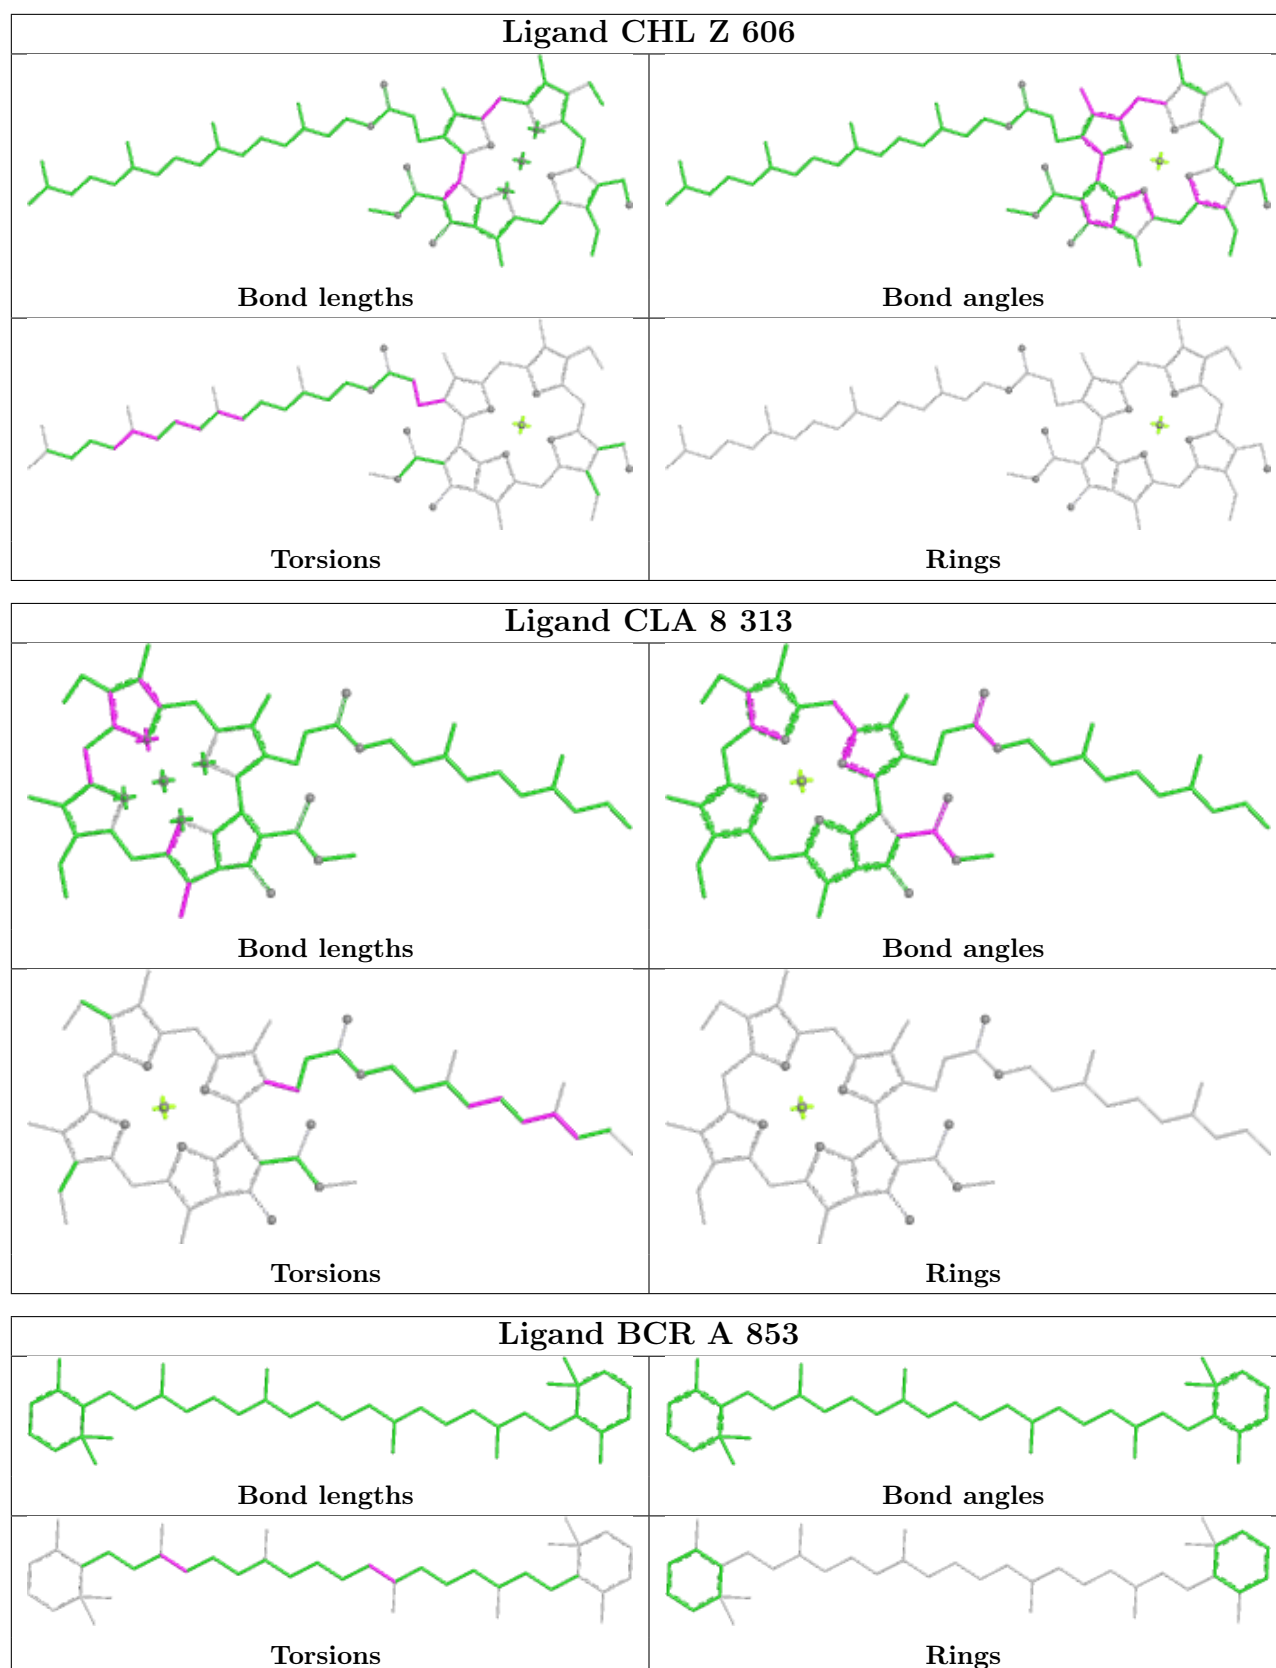 Ligand CHL Z 606
Bond lengths
Bond angles
Torsions
Rings
Ligand CLA 8 313
Bond lengths
Bond angles
Torsions
Rings
Ligand BCR A 853
Bond lengths
Bond angles
Torsions
Rings